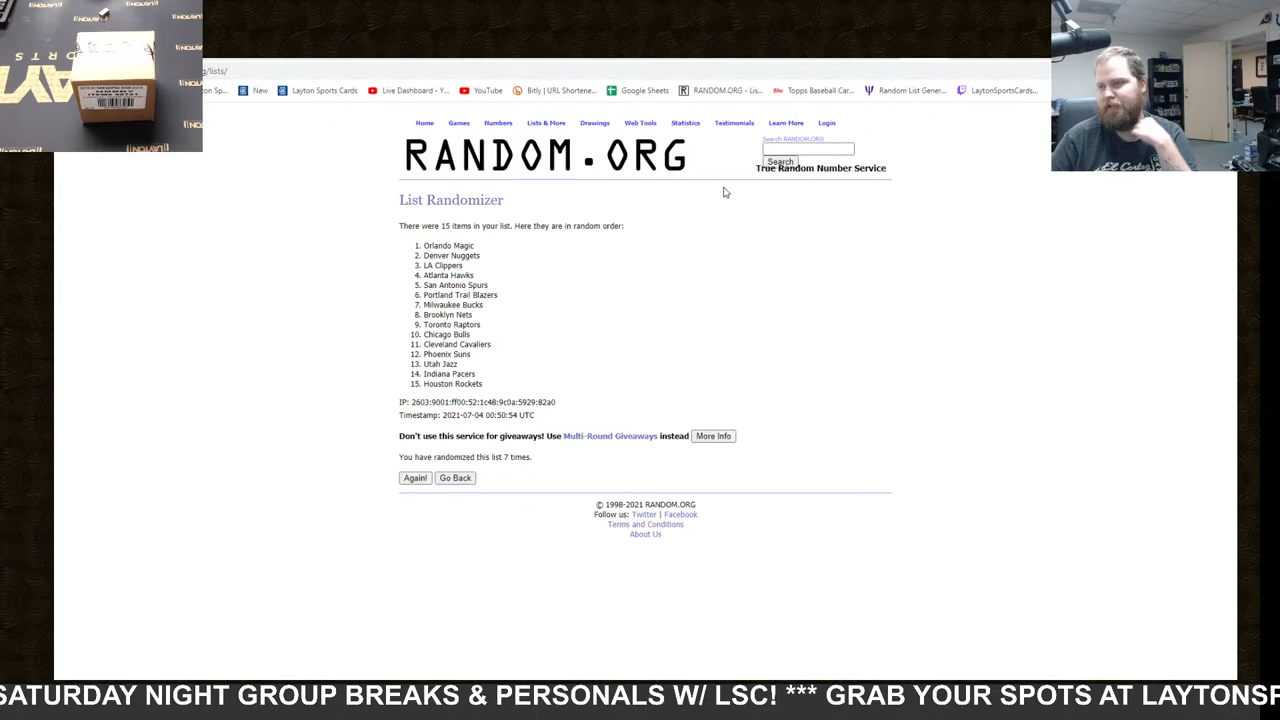 g/lists/
New
Layton Sports Cards
Live Dashboard - Y...
YouTube
Bitly | URL Shortene...
Google Sheets
RANDOM.ORG - Lis...
Topps Baseball Car...
Random List Gener...
LaytonSportsCards...
Home Games Numbers Lists & More Drawings Web Tools Statistics Testimonials Learn More Login
Search RANDOM.ORG
RANDOM.ORG
Search
True Random Number Service
List Randomizer
There were 15 items in your list. Here they are in random order:
1. Orlando Magic
2. Denver Nuggets
3. LA Clippers
4. Atlanta Hawks
5. San Antonio Spurs
6. Portland Trail Blazers
7. Milwaukee Bucks
8. Brooklyn Nets
9. Toronto Raptors
10. Chicago Bulls
11. Cleveland Cavaliers
12. Phoenix Suns
13. Utah Jazz
14. Indiana Pacers
15. Houston Rockets
IP: 2603:9001:ff00:52:1c48:9c0a:5929:82a0
Timestamp: 2021-07-04 00:50:54 UTC
Don't use this service for giveaways! Use Multi-Round Giveaways instead More Info
You have randomized this list 7 times.
Again! Go Back
© 1998-2021 RANDOM.ORG
Follow us: Twitter | Facebook
Terms and Conditions
About Us
SATURDAY NIGHT GROUP BREAKS & PERSONALS W/ LSC! *** GRAB YOUR SPOTS AT LAYTONSP